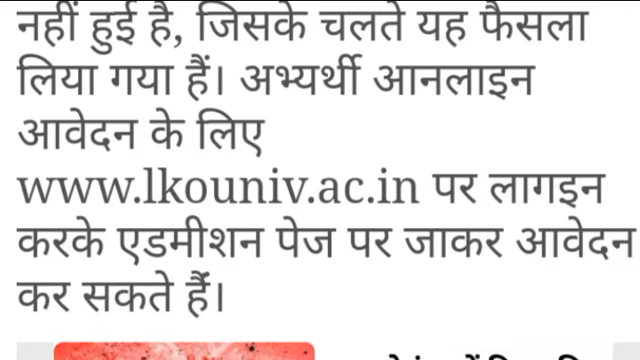 नहीं हुई है, जिसके चलते यह फैसला
लिया गया हैं। अभ्यर्थी आनलाइन
आवेदन के लिए
www.lkouniv.ac.in पर लागइन
करके एडमीशन पेज पर जाकर आवेदन
कर सकते हैं।